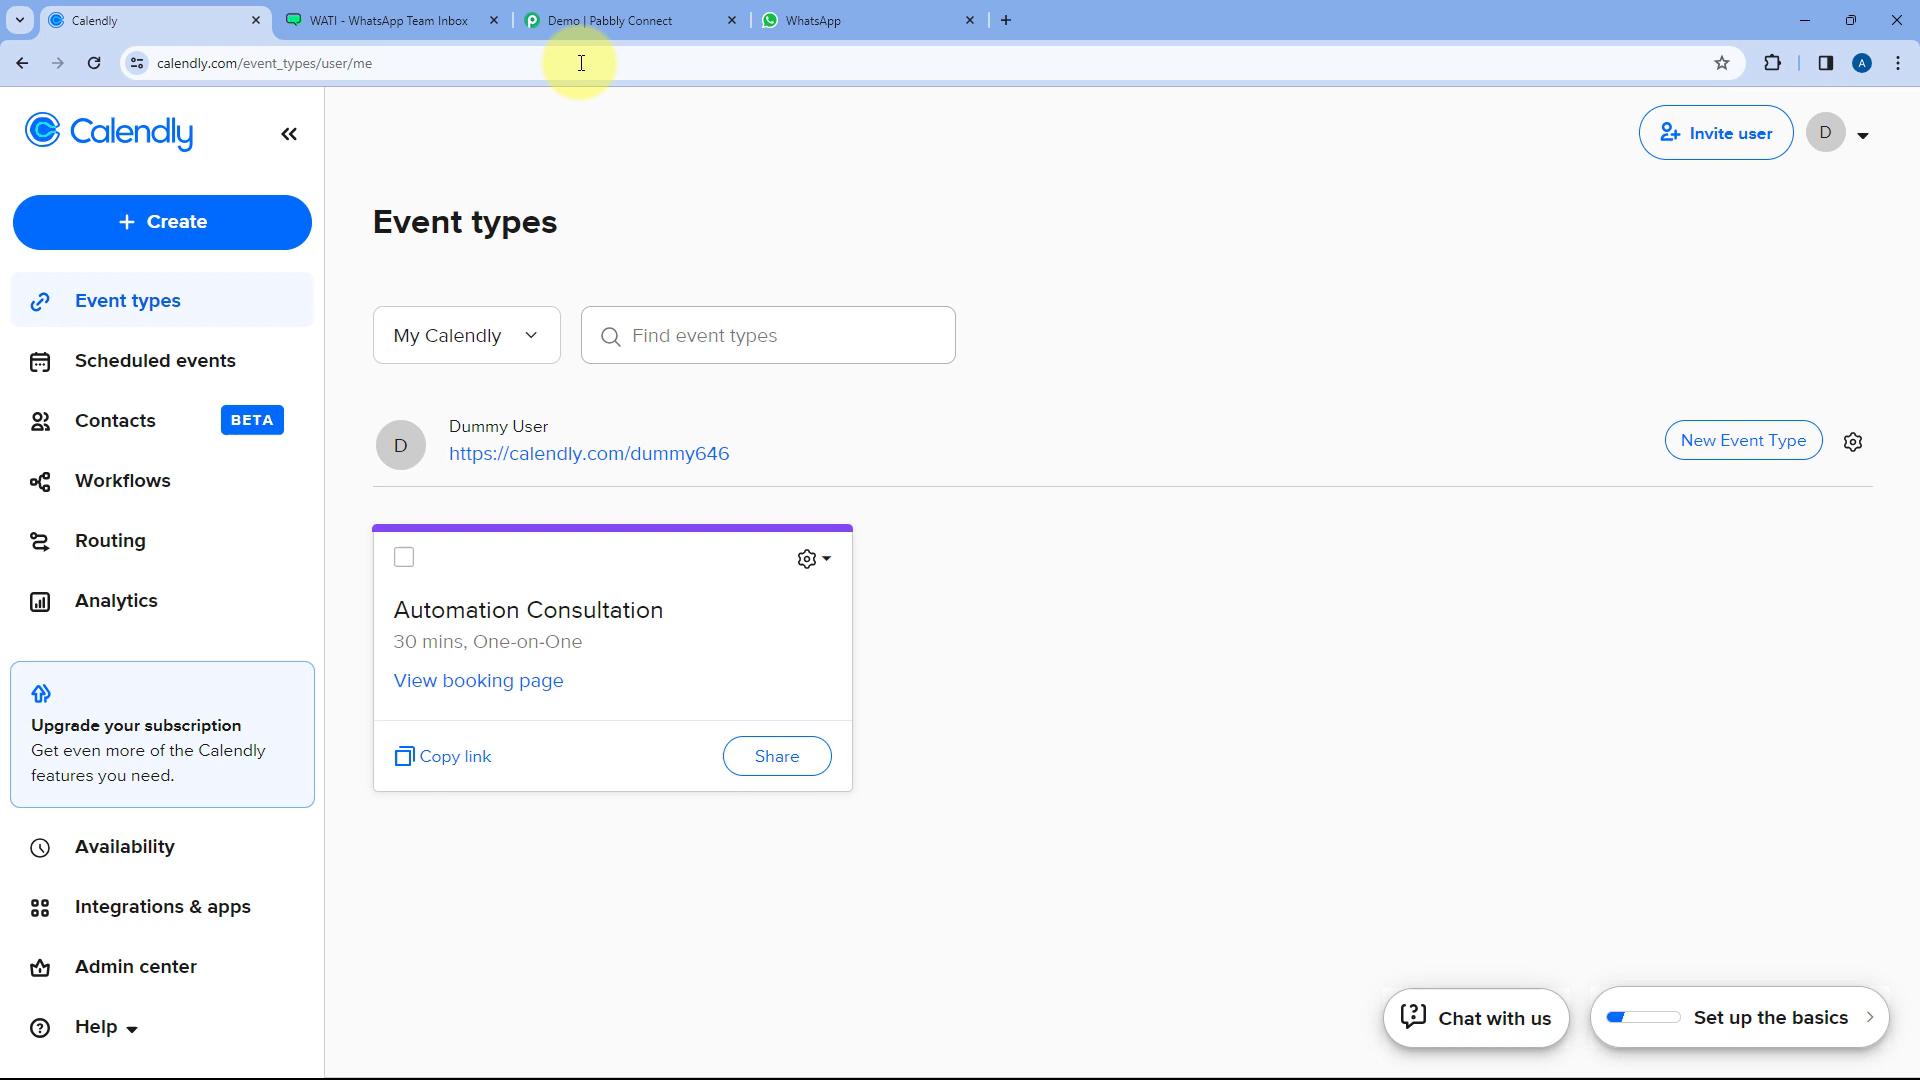 Calendly
WATI - WhatsApp Team Inbox
Demo | Pabbly Connect
WhatsApp
calendly.com/event_types/user/me
A
Calendly
Invite user
D
+ Create
Event types
Event types
My Calendly
Find event types
Scheduled events
Contacts
BETA
D
Dummy User
https://calendly.com/dummy646
New Event Type
Workflows
Routing
Analytics
Automation Consultation
30 mins, One-on-One
View booking page
Copy link
Share
Upgrade your subscription
Get even more of the Calendly
features you need.
Availability
Integrations & apps
Admin center
Help
Chat with us
Set up the basics